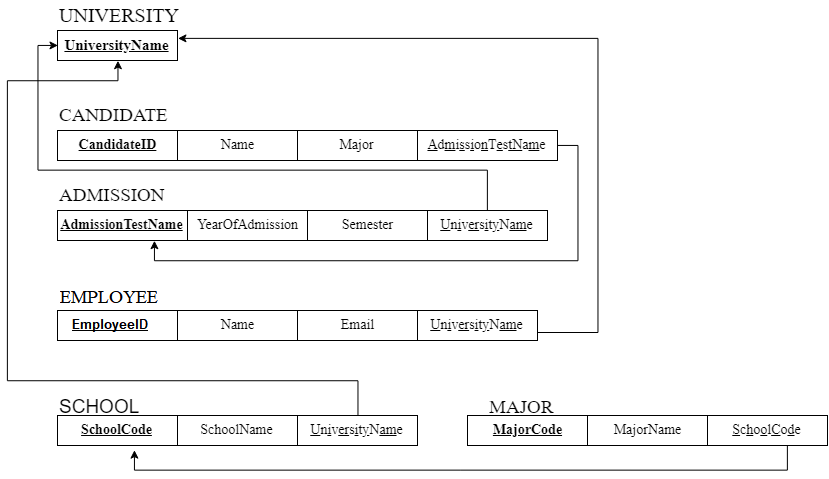 UNIVERSITY
UniversityName
CANDIDATE
CandidateID Name Major AdmissionTestName
ADMISSION
AdmissionTestName YearOfAdmission Semester UniversityName
EMPLOYEE
EmployeeID Name Email UniversityName
SCHOOL MAJOR
SchoolCode SchoolName UniversityName MajorCode MajorName SchoolCode